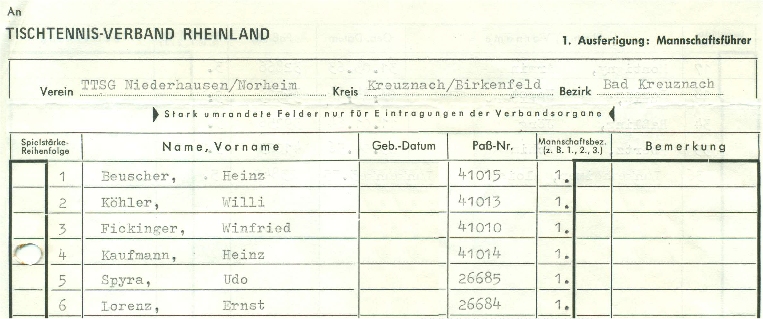 An
TISCHTENNIS-VERBAND RHEINLAND
1. Ausfertigung: Mannschaftsführer
Verein TTSG Niederhausen/Norheim Kreis Kreuznach/Birkenfeld Bezirk Bad Kreuznach
Stark umrandete Felder nur für Eintragungen der Verbandsorgane
Spielstärke-Reihenfolge Name, Vorname Geb.-Datum Paß-Nr. Mannschaftsbez. (z. B. 1., 2., 3.) Bemerkung
1 Beuscher, Heinz 41015 1.
2 Köhler, Willi 41013 1.
3 Fickinger, Winfried 41010 1.
4 Kaufmann, Heinz 41014 1.
5 Spyra, Udo 26685 1.
6 Lorenz, Ernst 26684 1.